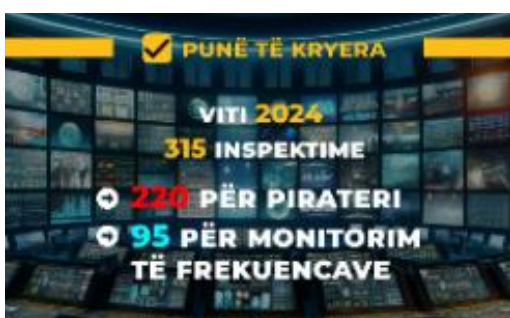 PUNË TË KRYERA
VITI 2024
315 INSPEKTIME
220 PËR PIRATERI
95 PËR MONITORIM
TË FREKUENCAVE